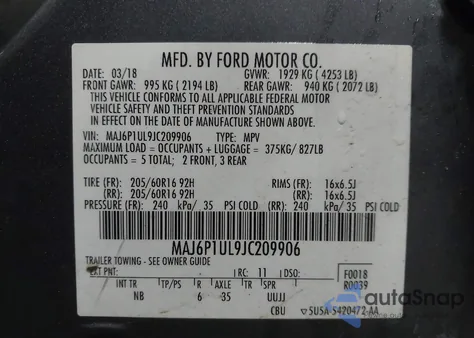 MFD. BY FORD MOTOR CO.
DATE: 03/18 GVWR: 1929 KG ( 4253 LB)
FRONT GAWR: 995 KG ( 2194 LB) REAR GAWR: 940 KG ( 2072 LB)
THIS VEHICLE CONFORMS TO ALL APPLICABLE FEDERAL MOTOR
VEHICLE SAFETY AND THEFT PREVENTION STANDARDS
IN EFFECT ON THE DATE OF MANUFACTURE SHOWN ABOVE.
VIN: MAJ6P1UL9JC209906 TYPE: MPV
MAXIMUM LOAD = OCCUPANTS + LUGGAGE = 375KG/ 827LB
OCCUPANTS = 5 TOTAL; 2 FRONT, 3 REAR
TIRE (FR): 205/60R16 92H RIMS (FR): 16x6.5J
(RR): 205/60R16 92H (RR): 16x6.5J
PRESSURE (FR): 240 kPa/ 35 PSI COLD (RR): 240 kPa/ 35 PSI COLD
MAJ6P1UL9JC209906
TRAILER TOWING - SEE OWNER GUIDE
EXT PNT: RC: 11 DSO: F0018
INT TR TP/PS R AXLE TR SPR R0039
NB 6 35 UUJJ
CBU 5U5A-5420472-AA
autoSnap